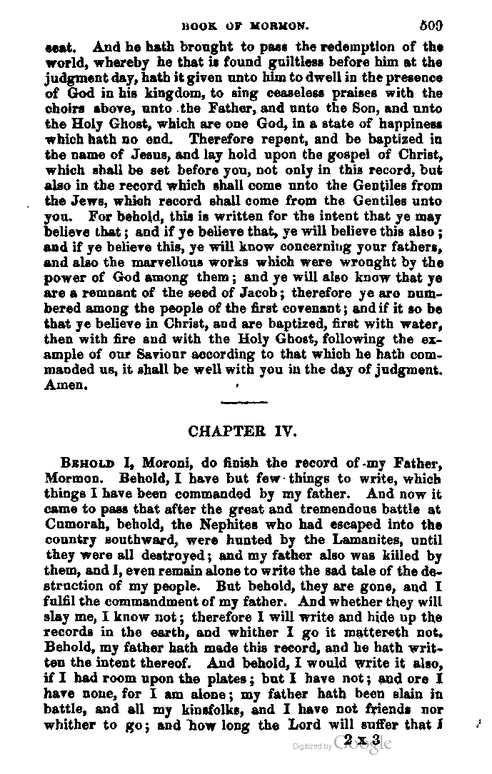 BOOK OF MORMON. 509
seat. And he hath brought to pass the redemption of the
world, whereby he that is found guiltless before him at the
judgment day, hath it given unto him to dwell in the presence
of God in his kingdom, to sing ceaseless praises with the
choirs above, unto the Father, and unto the Son, and unto
the Holy Ghost, which are one God, in a state of happiness
which hath no end. Therefore repent, and be baptized in
the name of Jesus, and lay hold upon the gospel of Christ,
which shall be set before you, not only in this record, but
also in the record which shall come unto the Gentiles from
the Jews, which record shall come from the Gentiles unto
you. For behold, this is written for the intent that ye may
believe that; and if ye believe that, ye will believe this also;
and if ye believe this, ye will know concerning your fathers,
and also the marvellous works which were wrought by the
power of God among them; and ye will also know that ye
are a remnant of the seed of Jacob; therefore ye are num-
bered among the people of the first covenant; and if it so be
that ye believe in Christ, and are baptized, first with water,
then with fire and with the Holy Ghost, following the ex-
ample of our Saviour according to that which he hath com-
manded us, it shall be well with you in the day of judgment.
Amen.
CHAPTER IV.
BEHOLD I, Moroni, do finish the record of my Father,
Mormon. Behold, I have but few things to write, which
things I have been commanded by my father. And now it
came to pass that after the great and tremendous battle at
Cumorah, behold, the Nephites who had escaped into the
country southward, were hunted by the Lamanites, until
they were all destroyed; and my father also was killed by
them, and I, even remain alone to write the sad tale of the de-
struction of my people. But behold, they are gone, and I
fulfil the commandment of my father. And whether they will
slay me, I know not; therefore I will write and hide up the
records in the earth, and whither I go it mattereth not.
Behold, my father hath made this record, and he hath writ-
ten the intent thereof. And behold, I would write it also,
if I had room upon the plates; but I have not; and ore I
have none, for I am alone; my father hath been slain in
battle, and all my kinsfolks, and I have not friends nor
whither to go; and how long the Lord will suffer that I
2 x 3
Digitized by Google